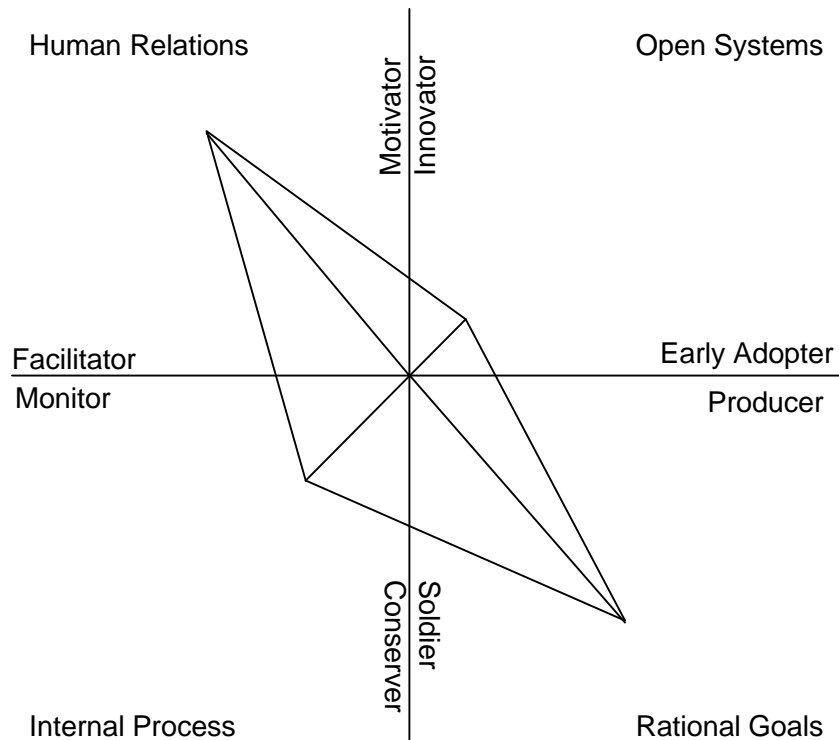 Human Relations
Open Systems
Motivator
Innovator
Facilitator
Early Adopter
Monitor
Producer
Conserver
Soldier
Internal Process
Rational Goals